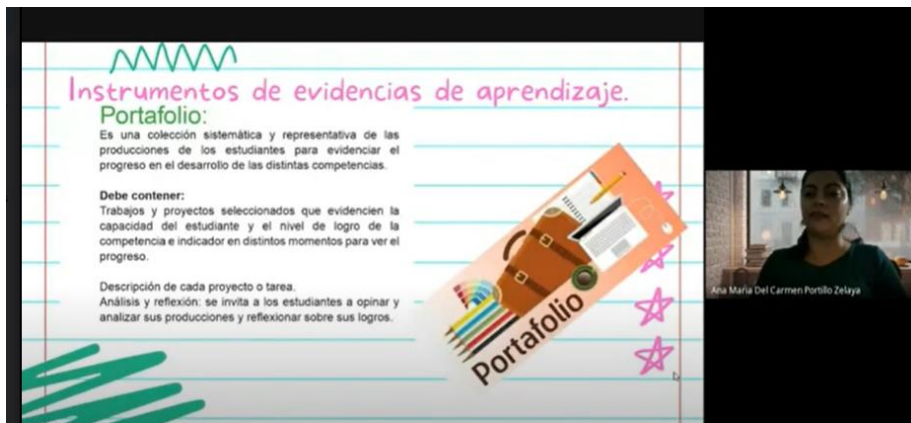 Instrumentos de evidencias de aprendizaje.
Portafolio:
Es una colección sistemática y representativa de las
producciones de los estudiantes para evidenciar el
progreso en el desarrollo de las distintas competencias.
Debe contener:
Trabajos y proyectos seleccionados que evidencien la
capacidad del estudiante y el nivel de logro de la
competencia e indicador en distintos momentos para ver el
progreso.
Descripción de cada proyecto o tarea.
Análisis y reflexión: se invita a los estudiantes a opinar y
analizar sus producciones y reflexionar sobre sus logros.
Portafolio
Ana Maria Del Carmen Portillo Zelaya